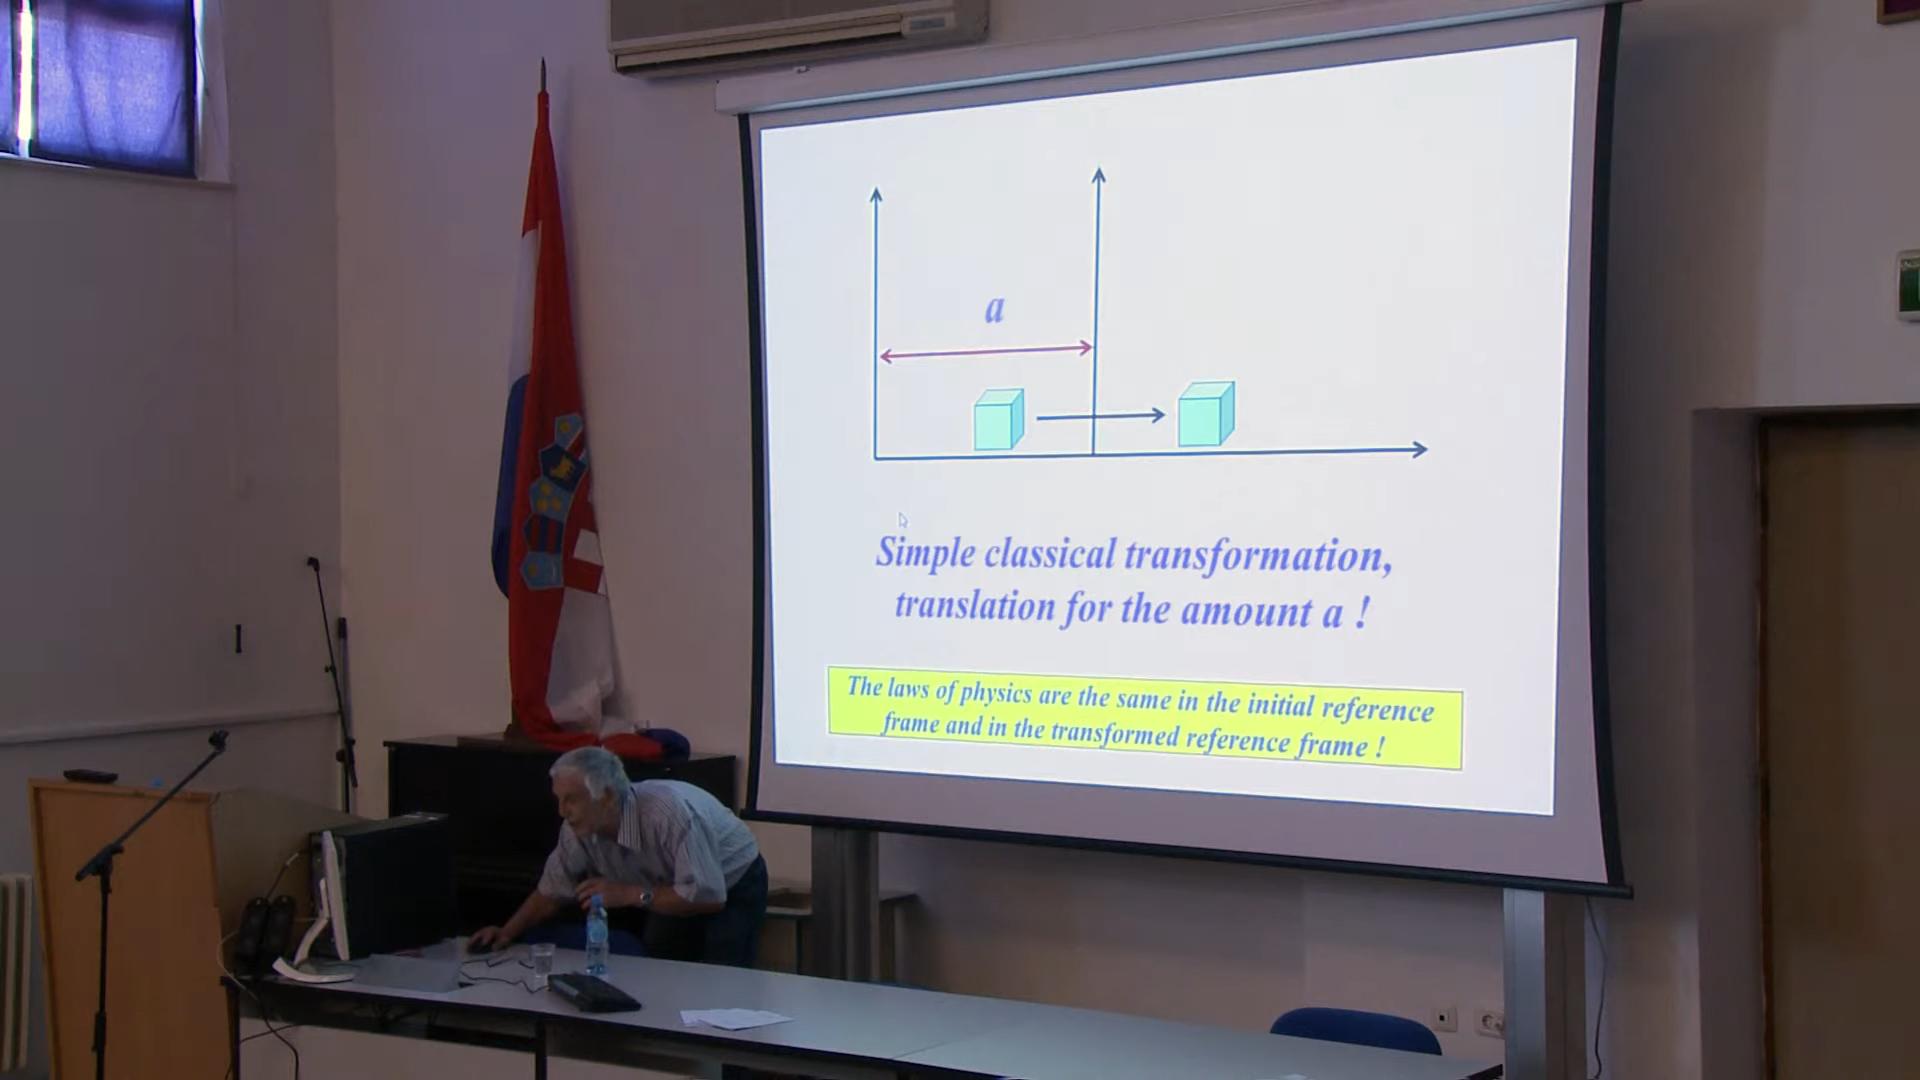 a
Simple classical transformation,
translation for the amount a !
The laws of physics are the same in the initial reference
frame and in the transformed reference frame !